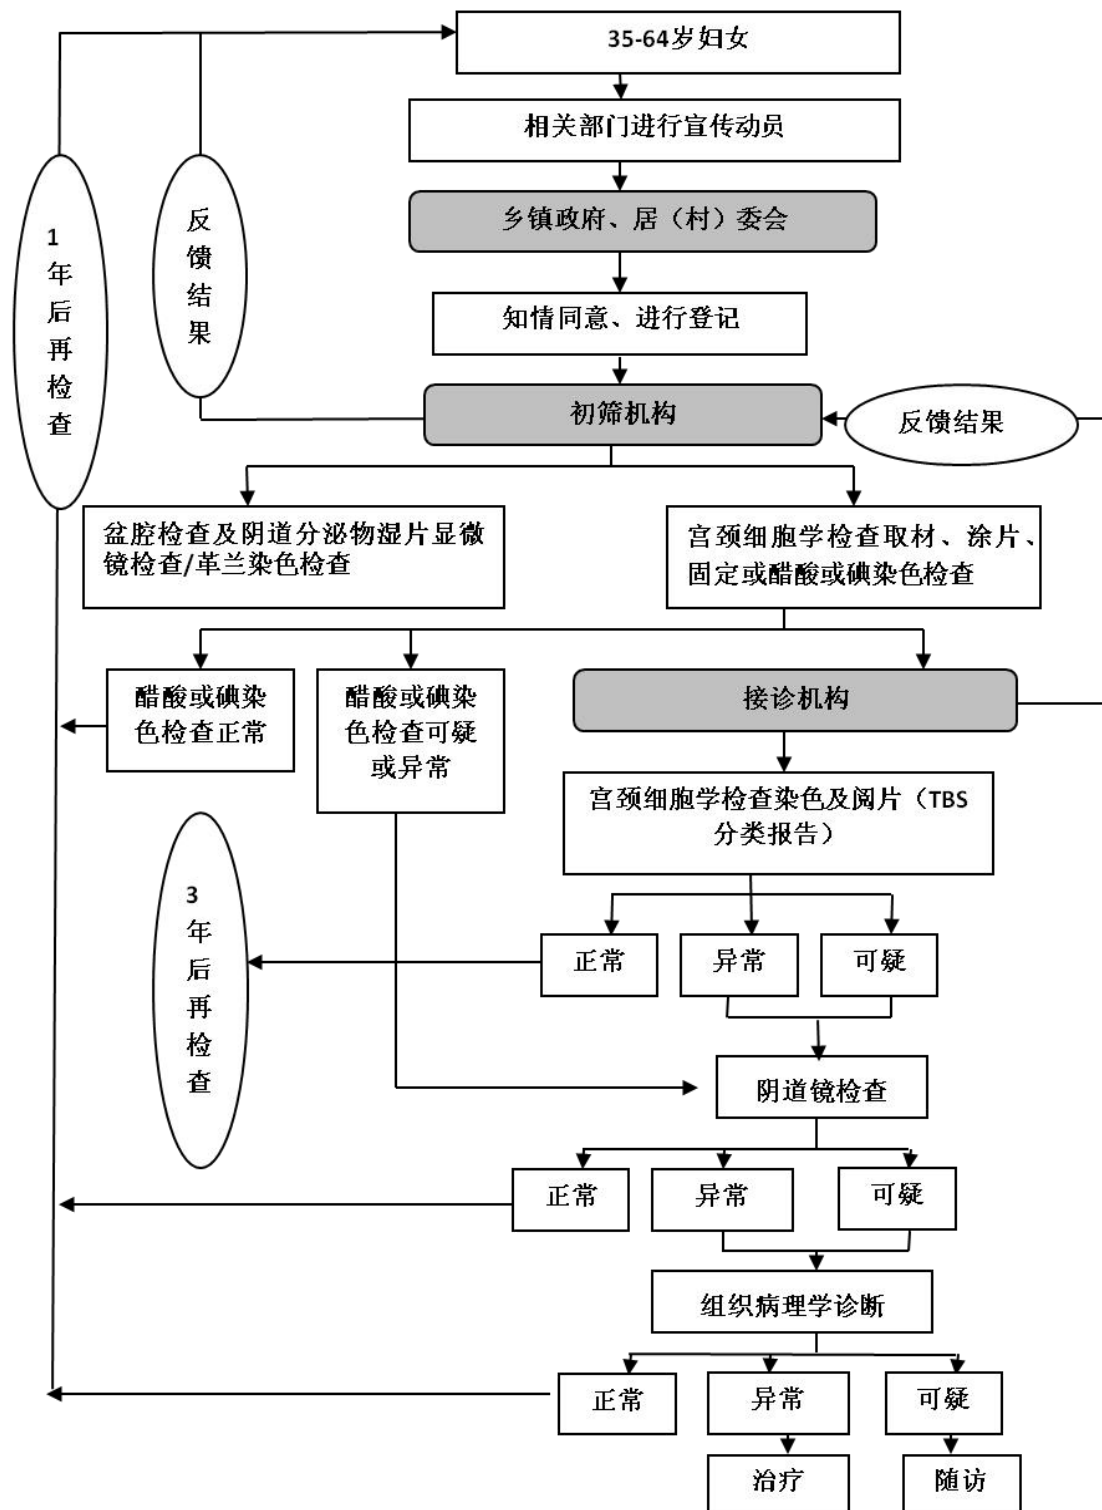 35-64岁妇女
相关部门进行宣传动员
乡镇政府、居（村）委会
1
年
后
再
检
查
反
馈
结
果
知情同意、进行登记
初筛机构
反馈结果
盆腔检查及阴道分泌物湿片显微
镜检查/革兰染色检查
宫颈细胞学检查取材、涂片、
固定或醋酸或碘染色检查
醋酸或碘染
色检查正常
醋酸或碘染
色检查可疑
或异常
接诊机构
宫颈细胞学检查染色及阅片（TBS
分类报告）
3
年
后
再
检
查
正常
异常
可疑
阴道镜检查
正常
异常
可疑
组织病理学诊断
正常
异常
可疑
治疗
随访